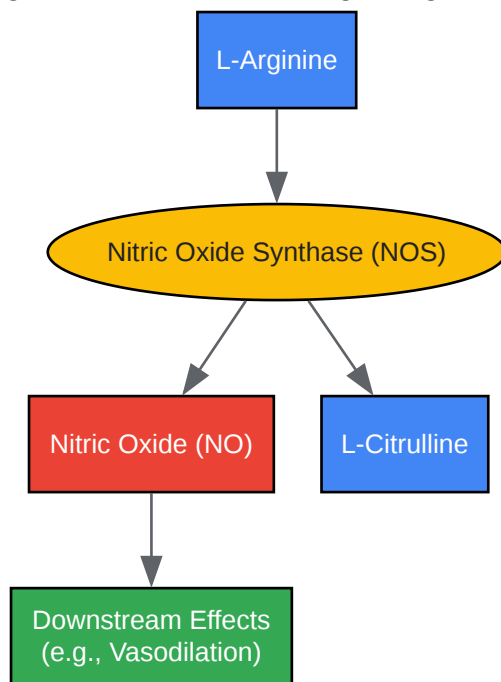 L-Arginine
Nitric Oxide Synthase (NOS)
Nitric Oxide (NO)
L-Citrulline
Downstream Effects
(e.g., Vasodilation)